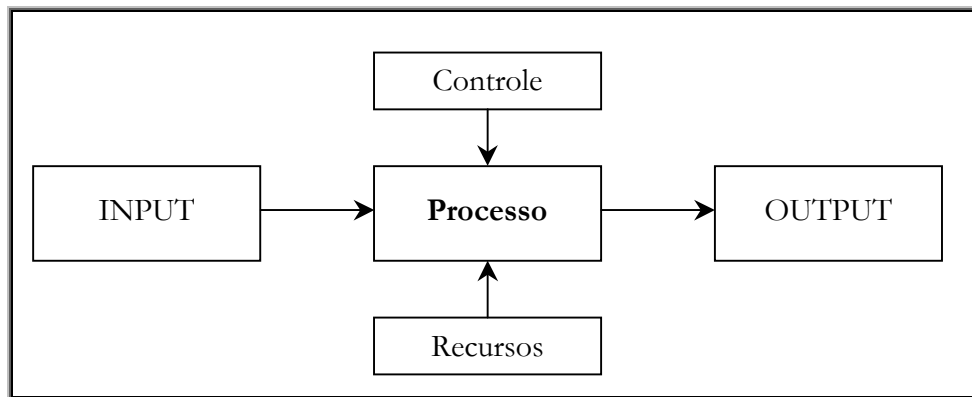 Controle
INPUT
Processo
OUTPUT
Recursos